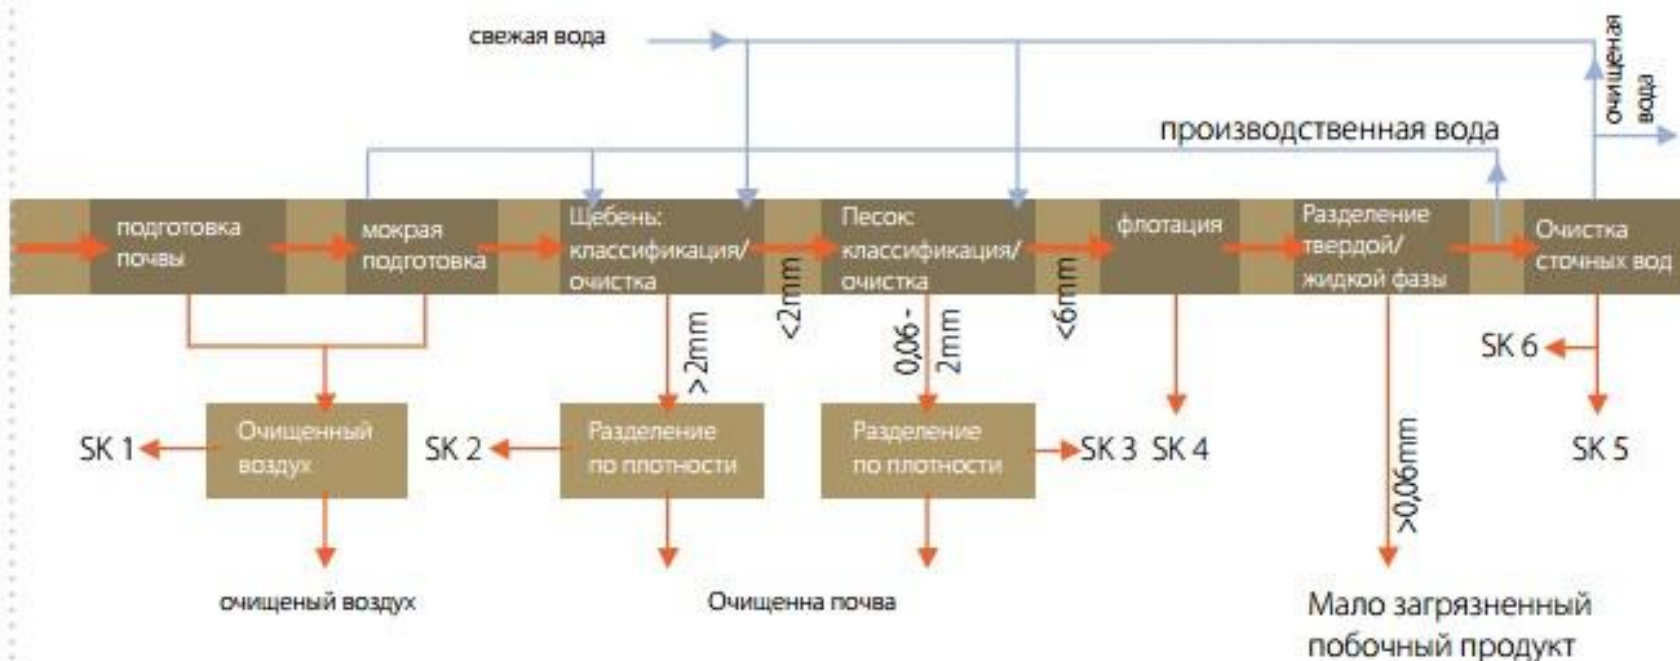 свежая вода
очищеная
вода
производственная вода
подготовка
почвы
мокрая
подготовка
Щебень:
классификация/
очистка
Песок:
классификация/
очистка
флотация
Разделение
твердой/
жидкой фазы
Очистка
сточных вод
<2mm
<6mm
>2mm
0,06 -
2mm
SK 6
SK 1
Очищенный
воздух
SK 2
Разделение
по плотности
Разделение
по плотности
SK 3
SK 4
SK 5
>0,06mm
очищеный воздух
Очищенна почва
Мало загрязненный
побочный продукт